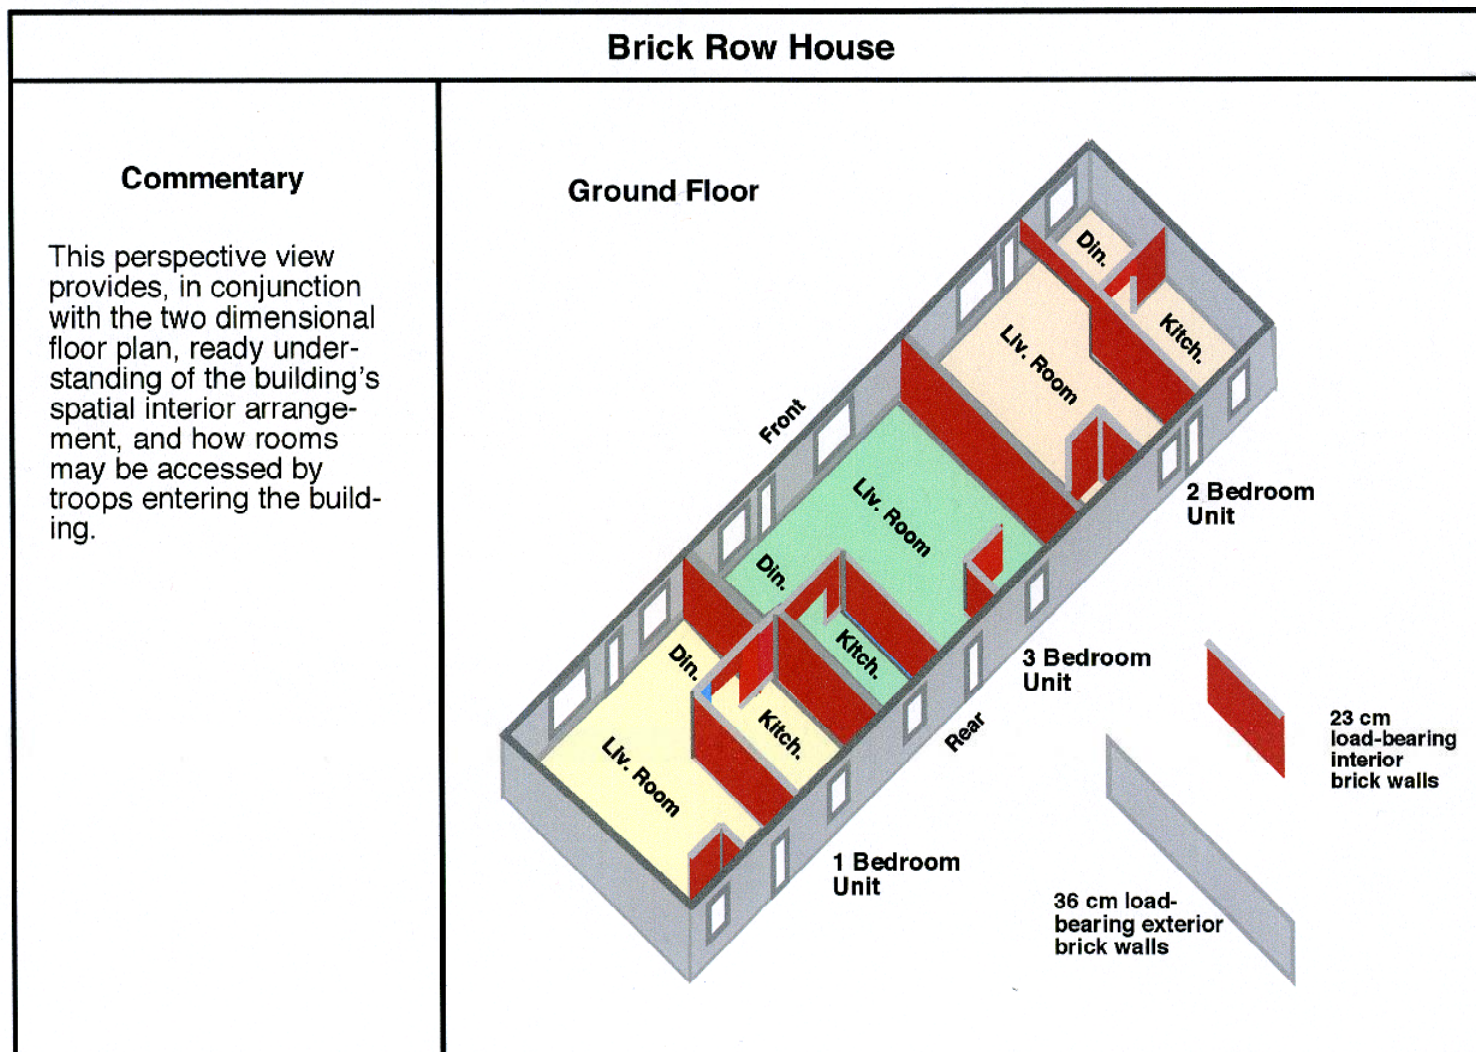 Brick Row House
Commentary
This perspective view
provides, in conjunction
with the two dimensional
floor plan, ready under-
standing of the building's
spatial interior arrange-
ment, and how rooms
may be accessed by
troops entering the build-
ing.
Ground Floor
Din.
Kitch.
Liv. Room
Front
2 Bedroom
Unit
Liv. Room
Din.
Kitch.
3 Bedroom
Unit
Rear
Din.
Kitch.
Liv. Room
1 Bedroom
Unit
23 cm
load-bearing
interior
brick walls
36 cm load-
bearing exterior
brick walls